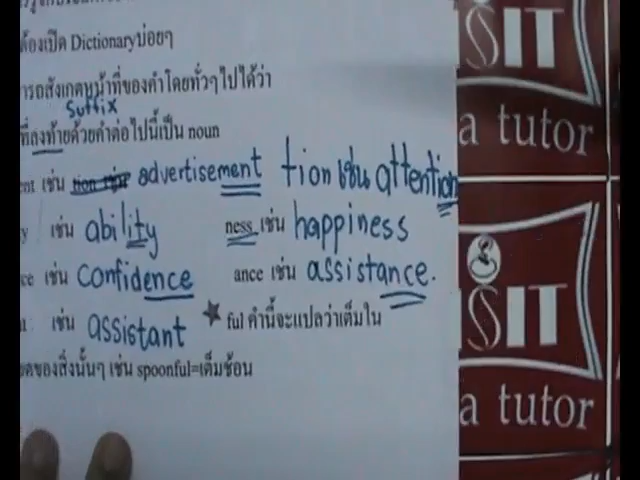 ต้องเปิด Dictionaryบ่อยๆ
ารถสังเกตหน้าที่ของคำโดยทั่วๆไปได้ว่า
suffix
ที่ลงท้ายด้วยคำต่อไปนี้เป็น noun
ent เช่น advertisement tion เช่น attention
y เช่น ability ness เช่น happiness
ce เช่น confidence ance เช่น assistance.
เช่น assistant ★ ful คำนี้จะแปลว่าเต็มใน
ของสิ่งนั้นๆ เช่น spoonful=เต็มช้อน
SIT
a tutor
SIT
a tutor